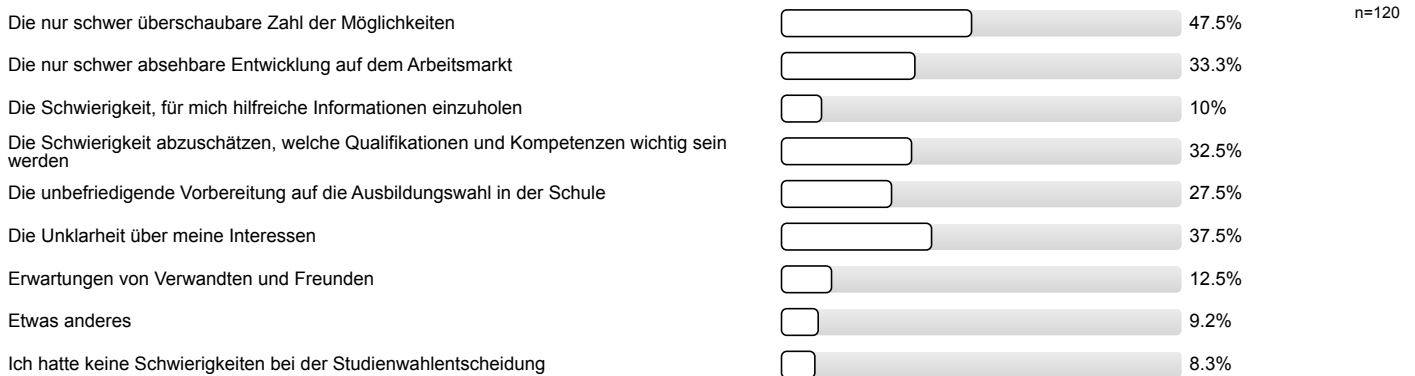 Die nur schwer überschaubare Zahl der Möglichkeiten 47.5% n=120
Die nur schwer absehbare Entwicklung auf dem Arbeitsmarkt 33.3%
Die Schwierigkeit, für mich hilfreiche Informationen einzuholen 10%
Die Schwierigkeit abzuschätzen, welche Qualifikationen und Kompetenzen wichtig sein
werden 32.5%
Die unbefriedigende Vorbereitung auf die Ausbildungswahl in der Schule 27.5%
Die Unklarheit über meine Interessen 37.5%
Erwartungen von Verwandten und Freunden 12.5%
Etwas anderes 9.2%
Ich hatte keine Schwierigkeiten bei der Studienwahlentscheidung 8.3%